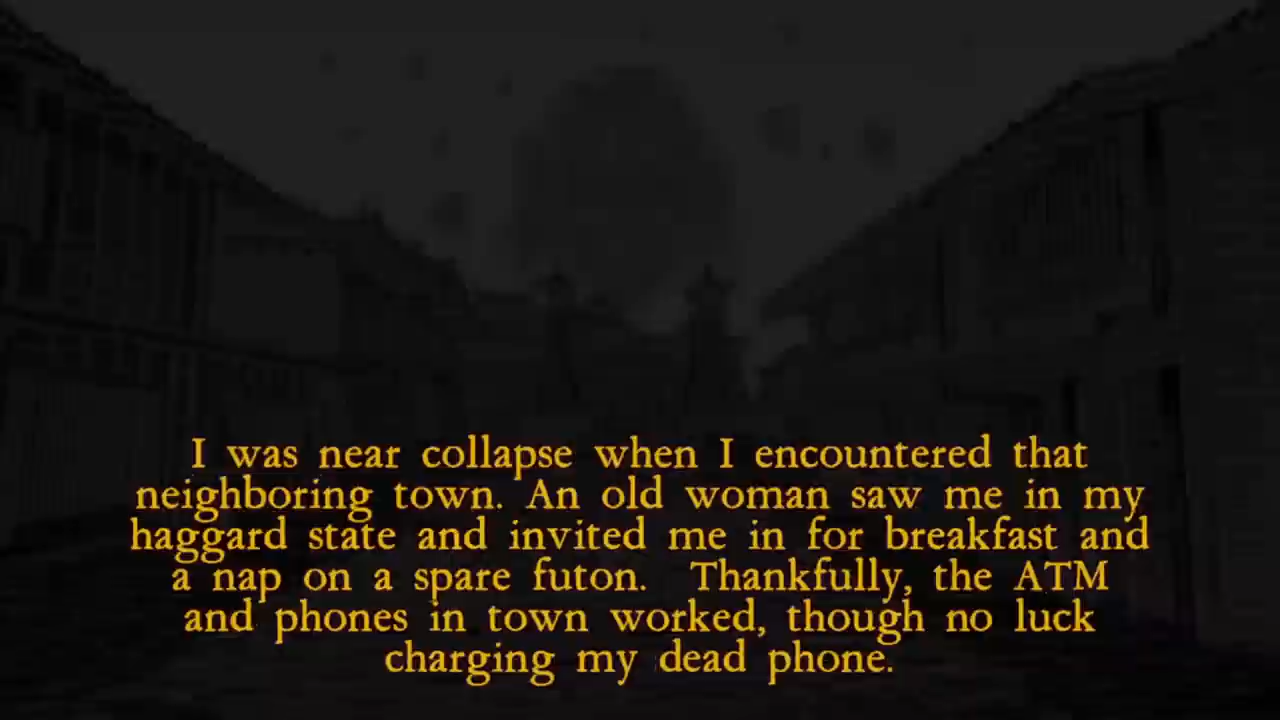 I was near collapse when I encountered that
neighboring town. An old woman saw me in my
haggard state and invited me in for breakfast and
a nap on a spare futon. Thankfully, the ATM
and phones in town worked, though no luck
charging my dead phone.